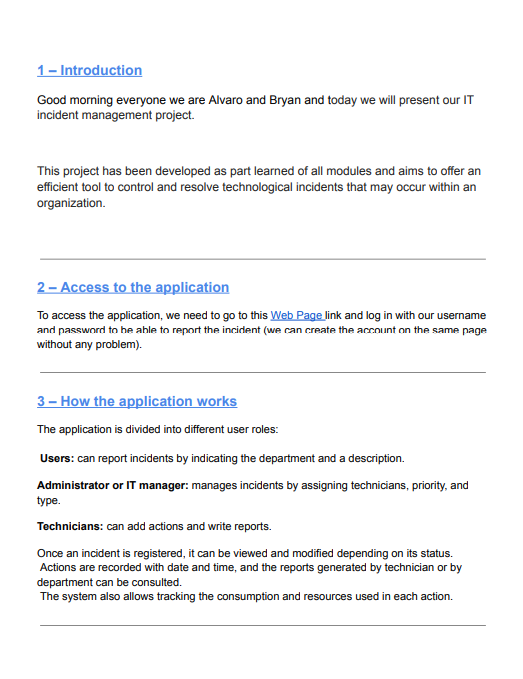 1 – Introduction
Good morning everyone we are Alvaro and Bryan and today we will present our IT
incident management project.
This project has been developed as part learned of all modules and aims to offer an
efficient tool to control and resolve technological incidents that may occur within an
organization.
2 – Access to the application
To access the application, we need to go to this Web Page link and log in with our username
and password to be able to report the incident (we can create the account on the same page
without any problem).
3 – How the application works
The application is divided into different user roles:
Users: can report incidents by indicating the department and a description.
Administrator or IT manager: manages incidents by assigning technicians, priority, and
type.
Technicians: can add actions and write reports.
Once an incident is registered, it can be viewed and modified depending on its status.
Actions are recorded with date and time, and the reports generated by technician or by
department can be consulted.
The system also allows tracking the consumption and resources used in each action.